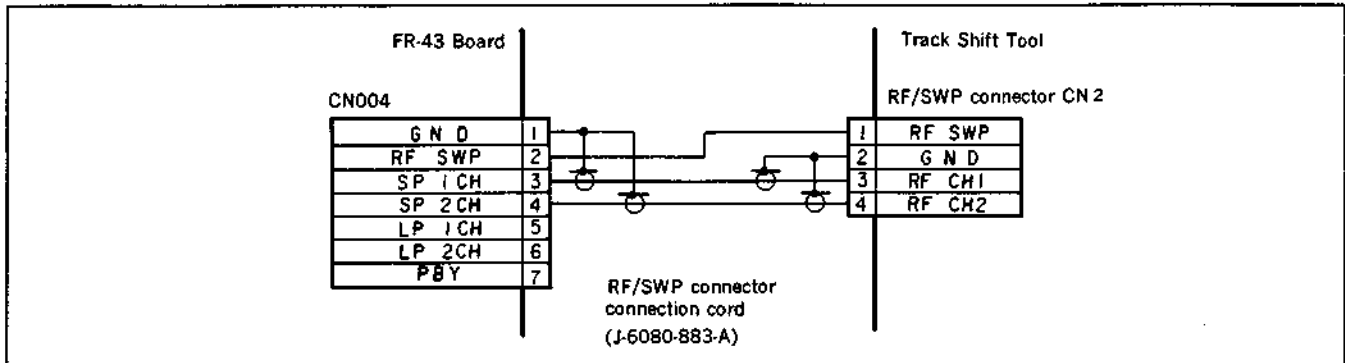 FR-43 Board
Track Shift Tool
CN004
RF/SWP connector CN 2
GND 1
RF SWP 2
SP 1CH 3
SP 2CH 4
LP 1CH 5
LP 2CH 6
PBY 7
1 RF SWP
2 GND
3 RF CH1
4 RF CH2
RF/SWP connector
connection cord
(J-6080-883-A)